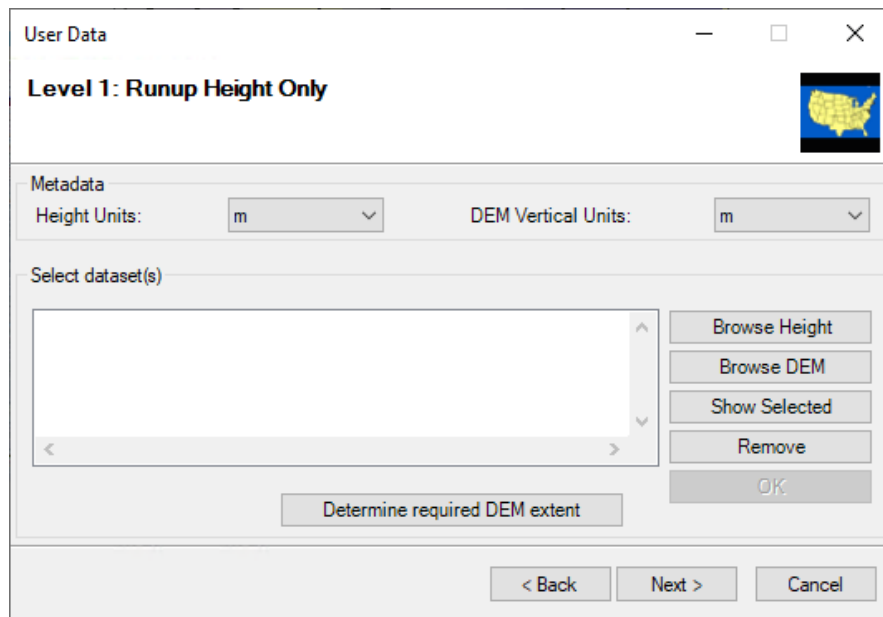 User Data
Level 1: Runup Height Only
Metadata
Height Units: m DEM Vertical Units: m
Select dataset(s)
Browse Height
Browse DEM
Show Selected
Remove
OK
Determine required DEM extent
< Back Next > Cancel